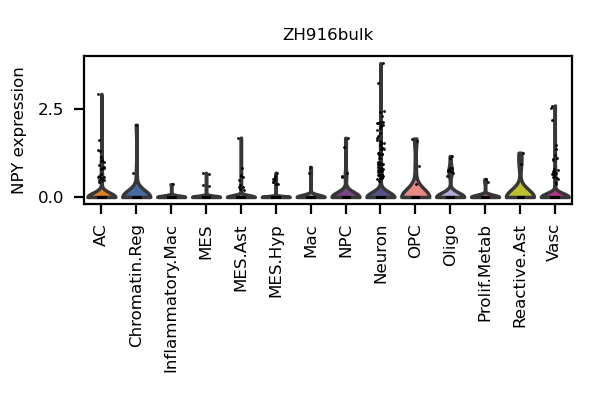 ZH916bulk
NPY expression
2.5
0.0
AC
Chromatin.Reg
Inflammatory.Mac
MES
MES.Ast
MES.Hyp
Mac
NPC
Neuron
OPC
Oligo
Prolif.Metab
Reactive.Ast
Vasc